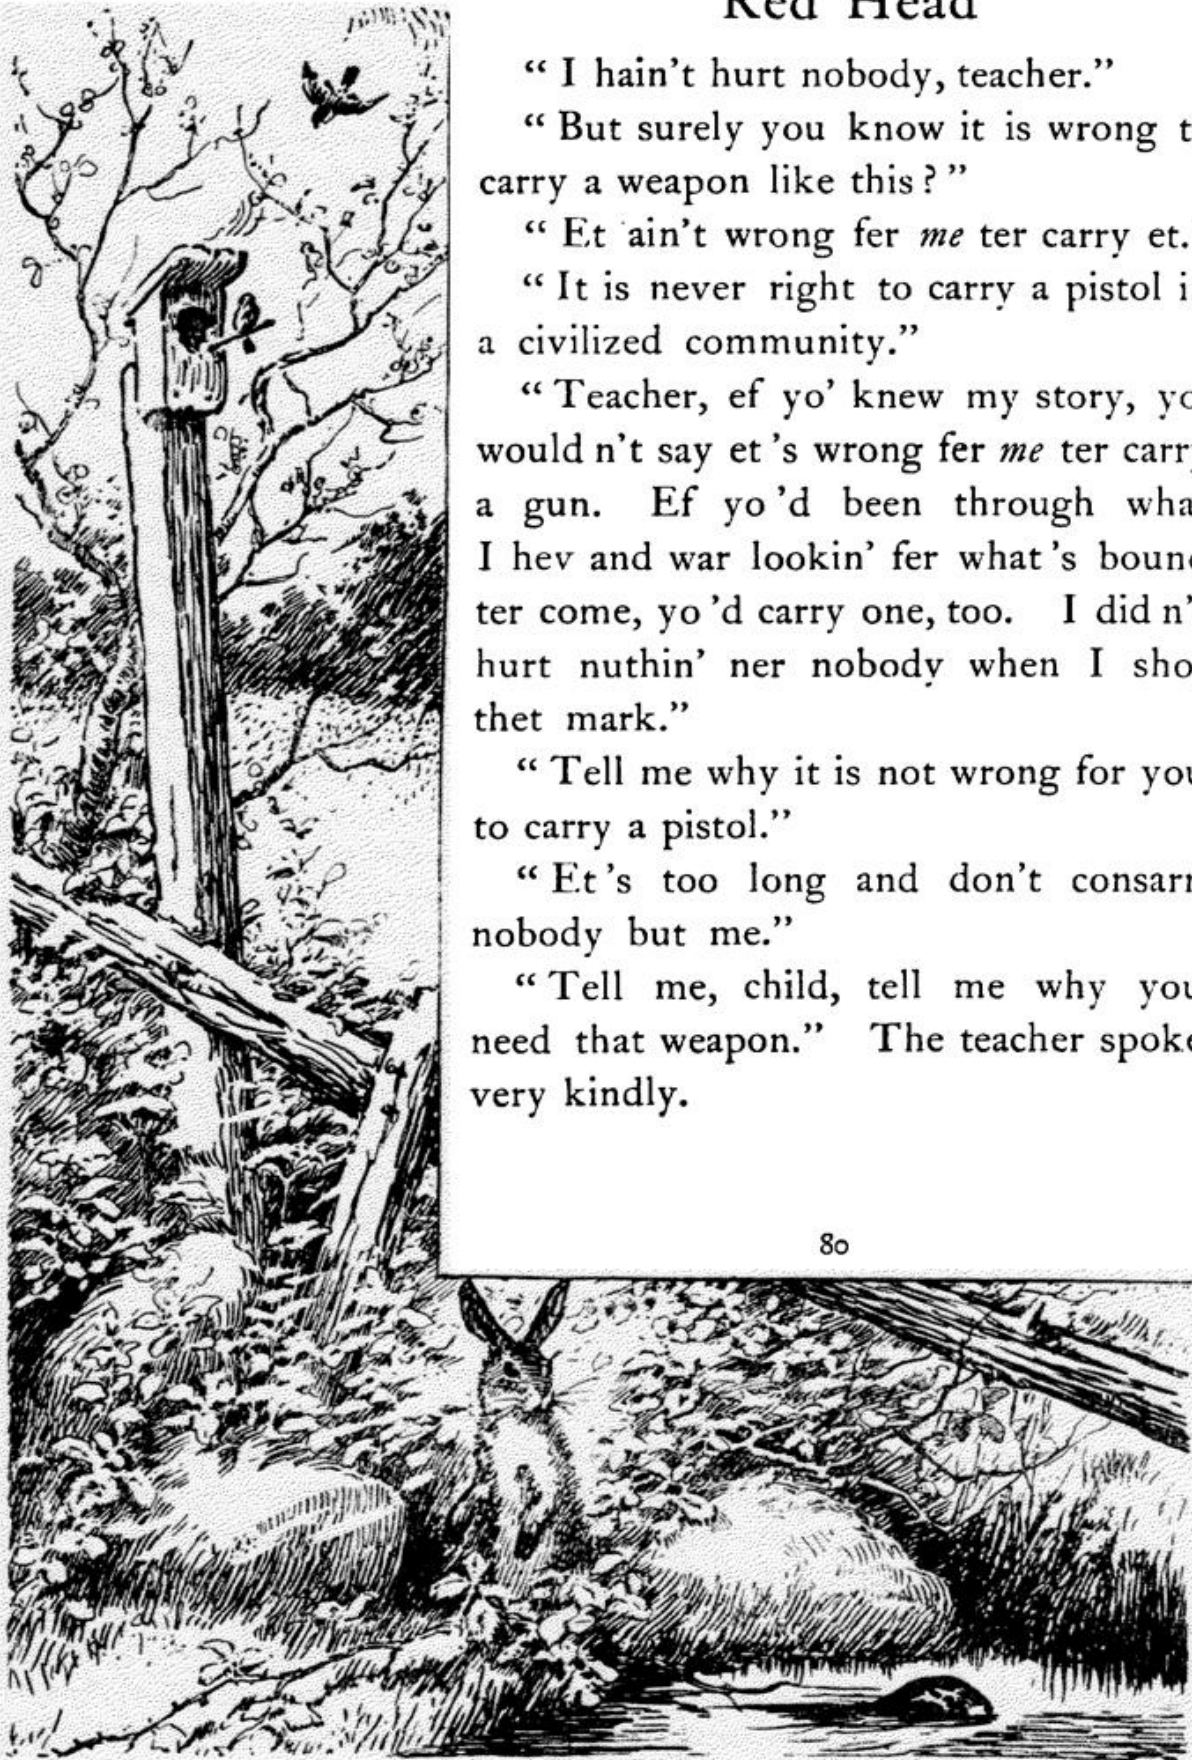 Red Head
“ I hain't hurt nobody, teacher.”
“ But surely you know it is wrong t
carry a weapon like this ? ”
“ Et ain't wrong fer me ter carry et.
“ It is never right to carry a pistol i
a civilized community.”
“ Teacher, ef yo' knew my story, yo
would n't say et 's wrong fer me ter carry
a gun. Ef yo 'd been through wha
I hev and war lookin' fer what 's boun
ter come, yo 'd carry one, too. I did n'
hurt nuthin' ner nobody when I sho
thet mark.”
“ Tell me why it is not wrong for you
to carry a pistol.”
“ Et 's too long and don't consarn
nobody but me.”
“ Tell me, child, tell me why you
need that weapon.” The teacher spoke
very kindly.
80